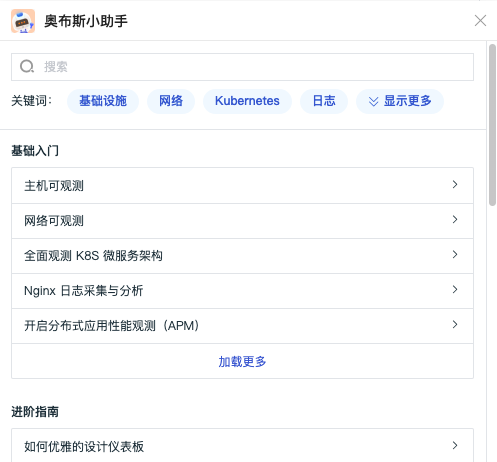 奥布斯小助手
搜索
关键词： 基础设施 网络 Kubernetes 日志 显示更多
基础入门
主机可观测
网络可观测
全面观测 K8S 微服务架构
Nginx 日志采集与分析
开启分布式应用性能观测（APM）
加载更多
进阶指南
如何优雅的设计仪表板